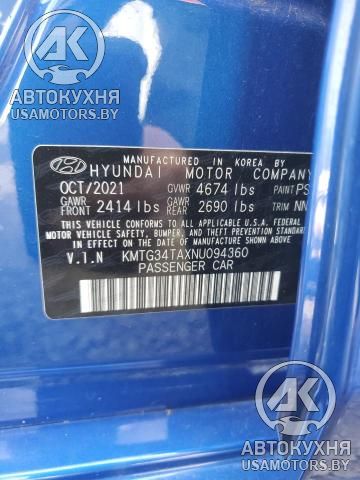 АК
АВТОКУХНЯ
USAMOTORS.BY
MANUFACTURED IN KOREA BY
HYUNDAI MOTOR COMPANY
OCT/2021 GVWR 4674 lbs PAINT PS
GAWR FRONT 2414 lbs GAWR REAR 2690 lbs TRIM NN
THIS VEHICLE CONFORMS TO ALL APPLICABLE U.S.A. FEDERAL
MOTOR VEHICLE SAFETY, BUMPER, AND THEFT PREVENTION
STANDARDS IN EFFECT ON THE DATE OF MANUFACTURE SHOWN ABOVE.
V.I.N KMTG34TAXNU094360
PASSENGER CAR
АК
АВТОКУХНЯ
USAMOTORS.BY